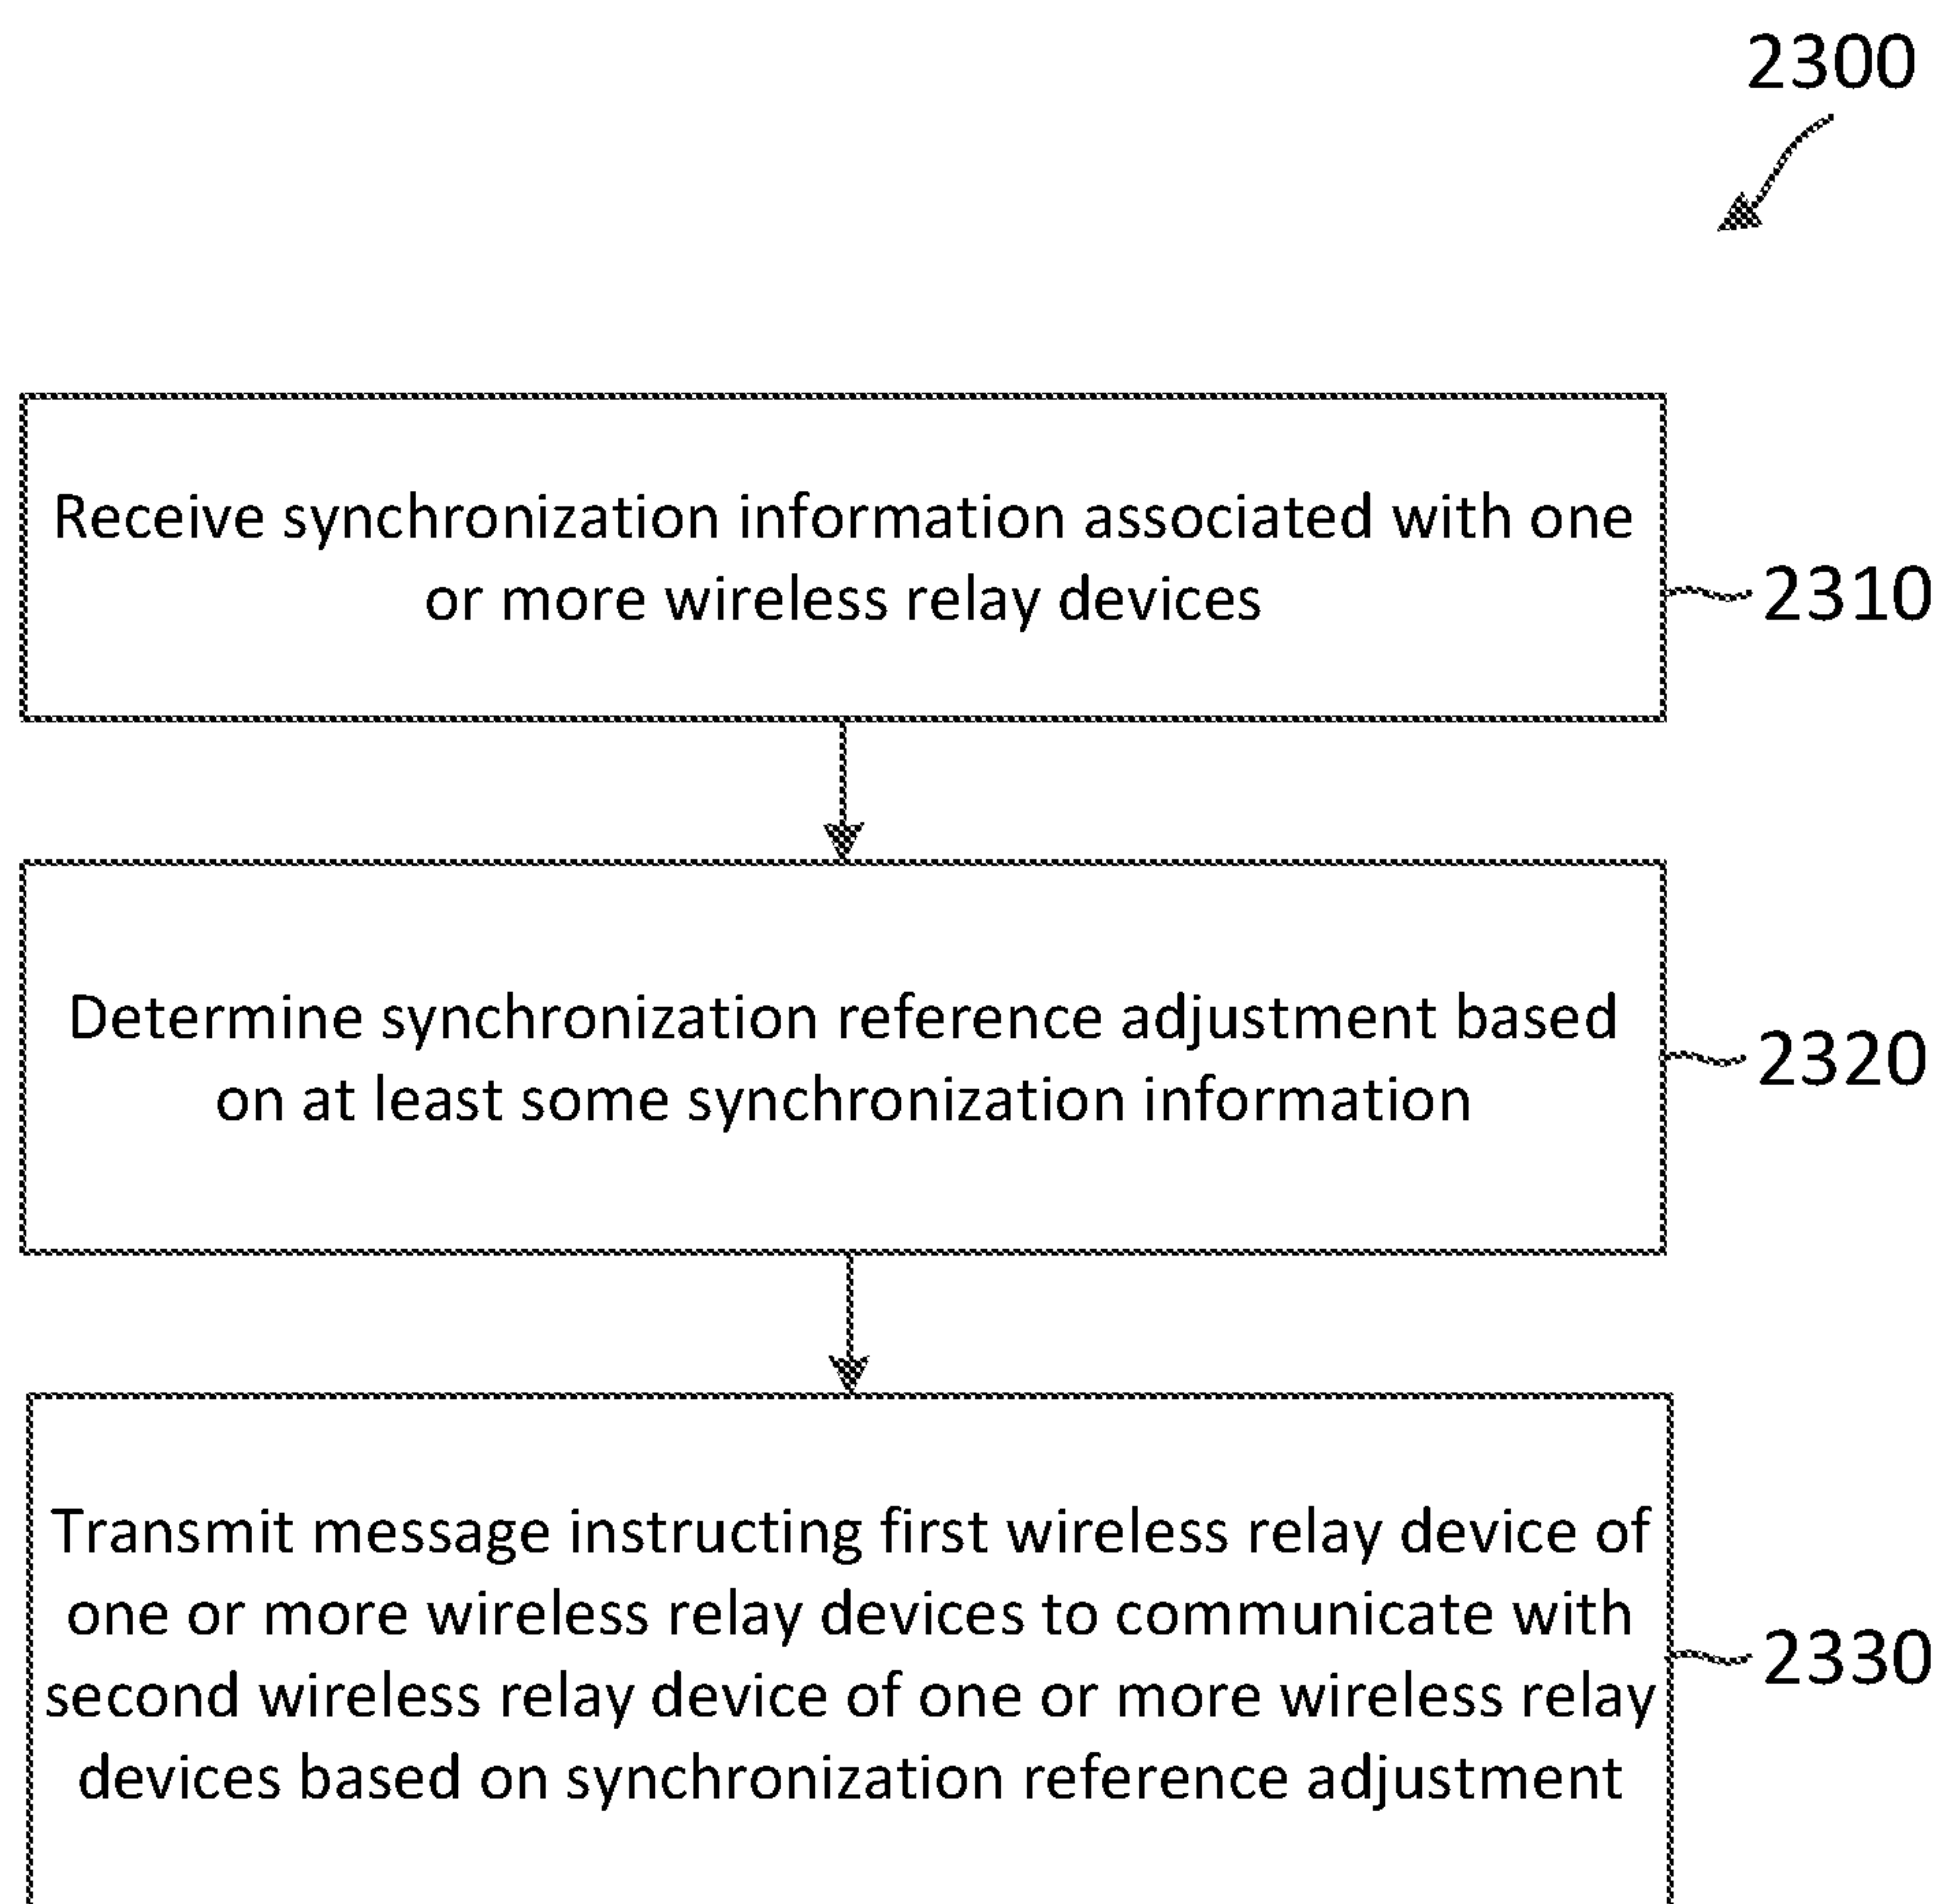 2300
Receive synchronization information associated with one
or more wireless relay devices
2310
Determine synchronization reference adjustment based
on at least some synchronization information
2320
Transmit message instructing first wireless relay device of
one or more wireless relay devices to communicate with
second wireless relay device of one or more wireless relay
devices based on synchronization reference adjustment
2330